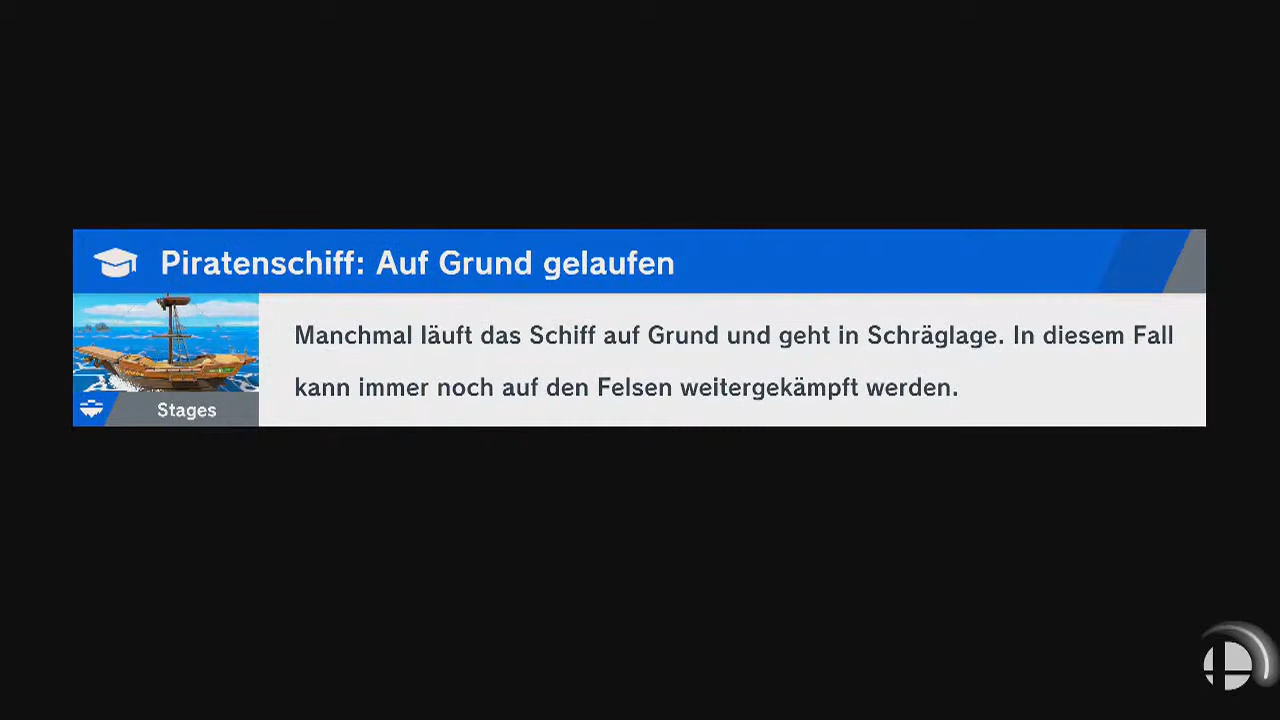 Piratenschiff: Auf Grund gelaufen
Manchmal läuft das Schiff auf Grund und geht in Schräglage. In diesem Fall
kann immer noch auf den Felsen weitergekämpft werden.
Stages